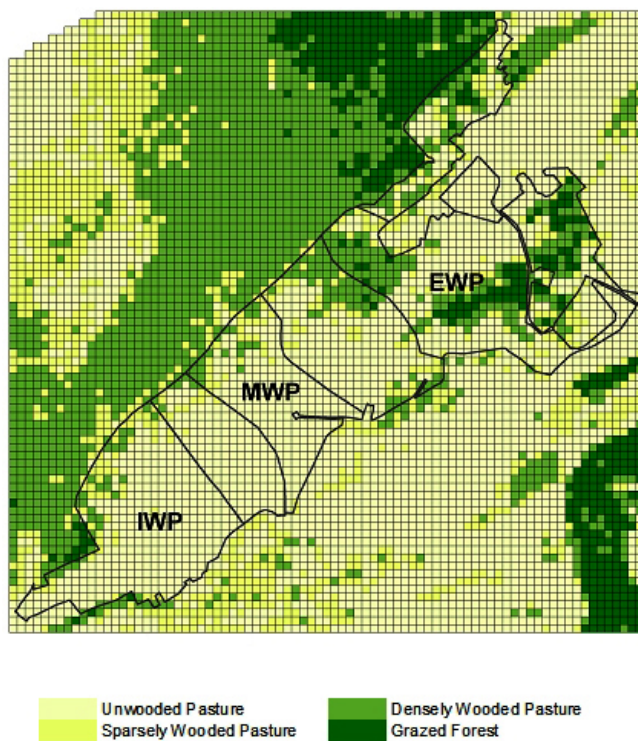 EWP
MWP
IWP
Unwooded Pasture
Densely Wooded Pasture
Sparsely Wooded Pasture
Grazed Forest